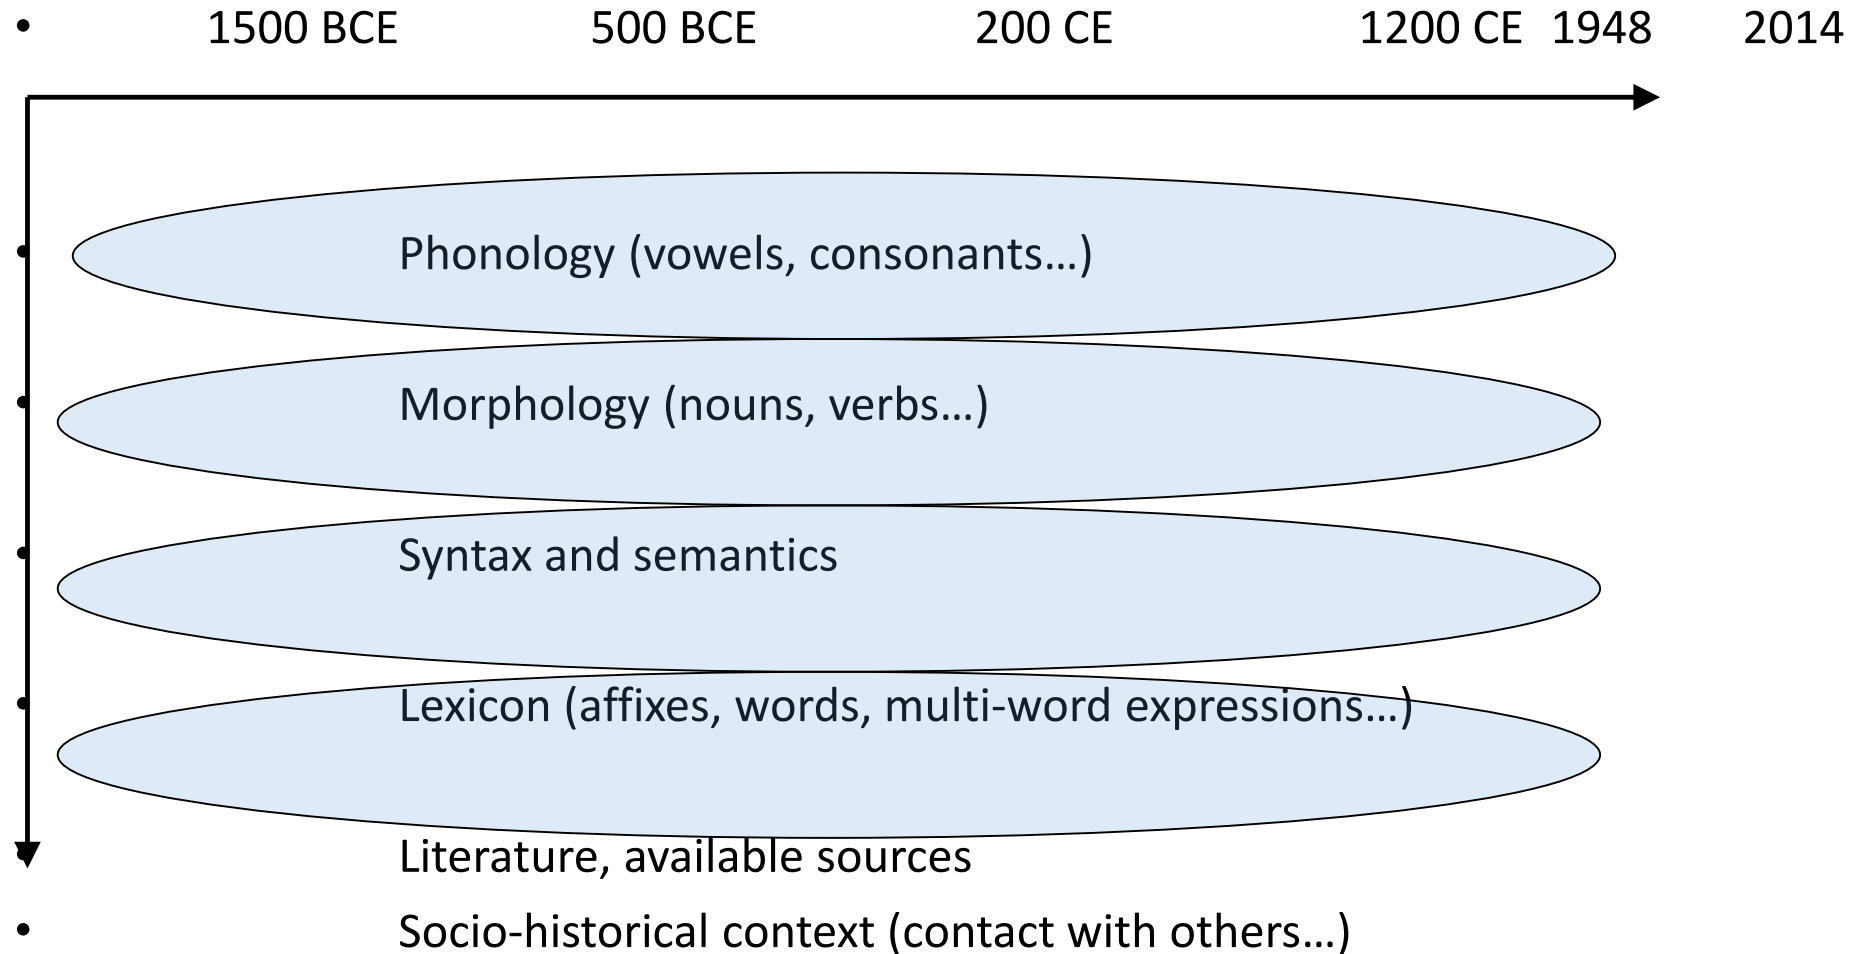 • 1500 BCE 500 BCE 200 CE 1200 CE 1948 2014
• Phonology (vowels, consonants…)
• Morphology (nouns, verbs…)
• Syntax and semantics
• Lexicon (affixes, words, multi-word expressions…)
• Literature, available sources
• Socio-historical context (contact with others…)